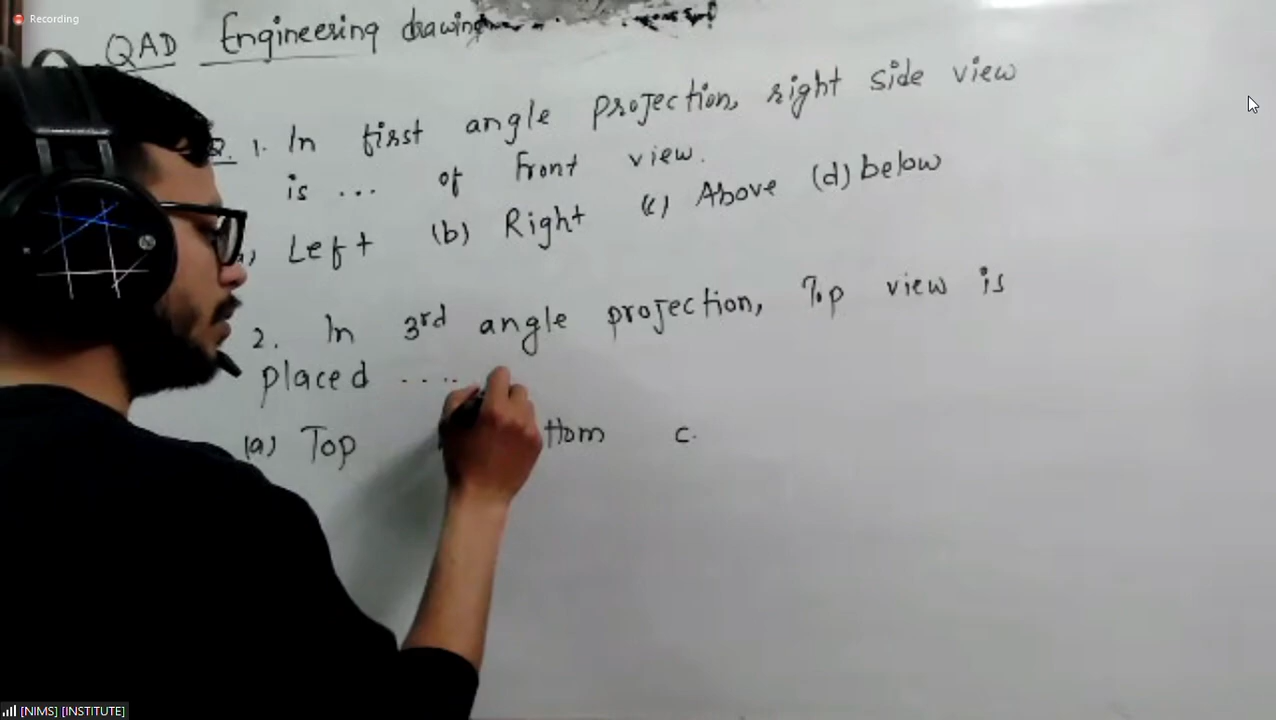 Recording
QAD Engineering drawing
Q. 1. In first angle projection, right side view
is ... of Front view.
Left (b) Right (c) Above (d) below
2. In 3rd angle projection, Top view is
placed ....
(a) Top ttom c.
[NIMS] [INSTITUTE]